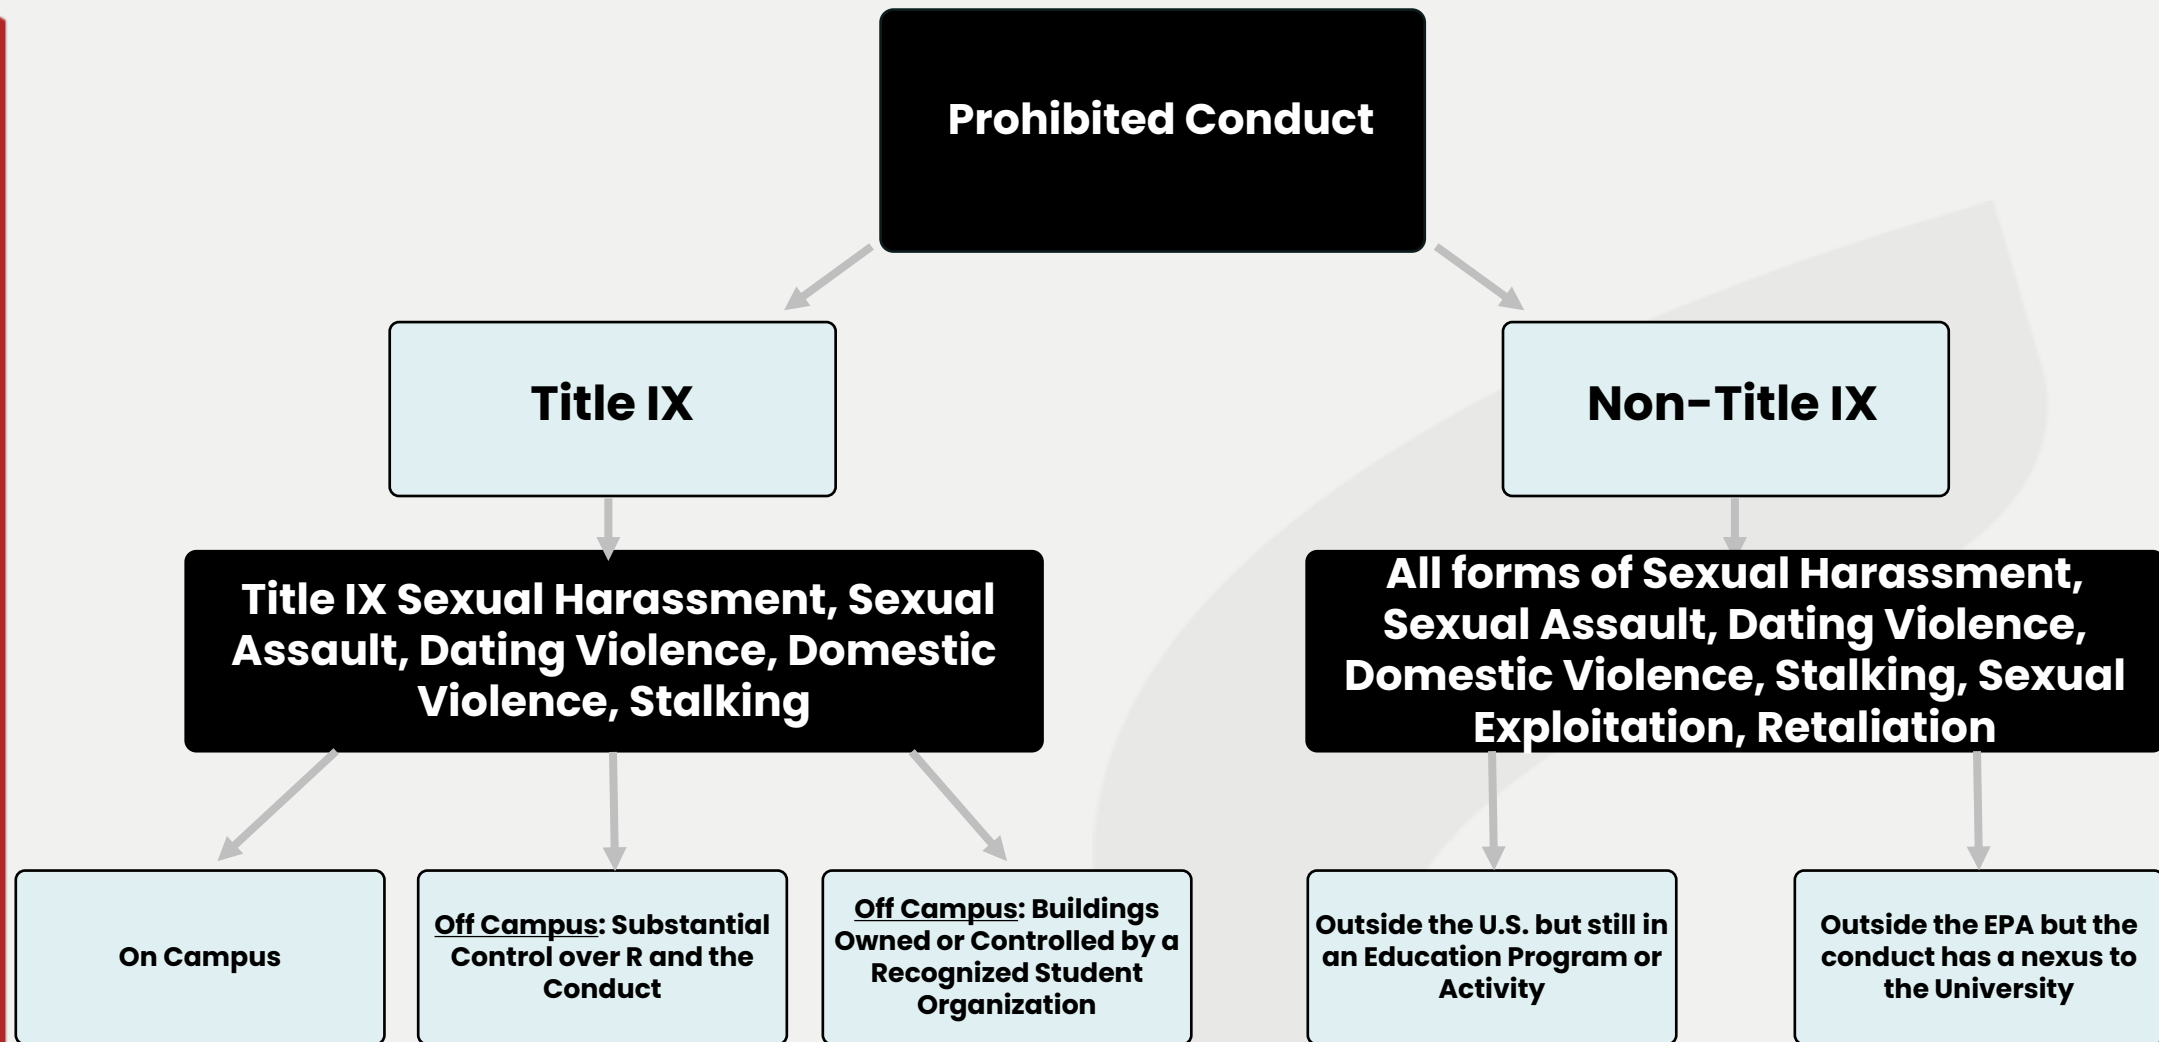 Prohibited Conduct
Title IX
Non-Title IX
Title IX Sexual Harassment, Sexual
Assault, Dating Violence, Domestic
Violence, Stalking
All forms of Sexual Harassment,
Sexual Assault, Dating Violence,
Domestic Violence, Stalking, Sexual
Exploitation, Retaliation
On Campus
Off Campus: Substantial
Control over R and the
Conduct
Off Campus: Buildings
Owned or Controlled by a
Recognized Student
Organization
Outside the U.S. but still in
an Education Program or
Activity
Outside the EPA but the
conduct has a nexus to
the University